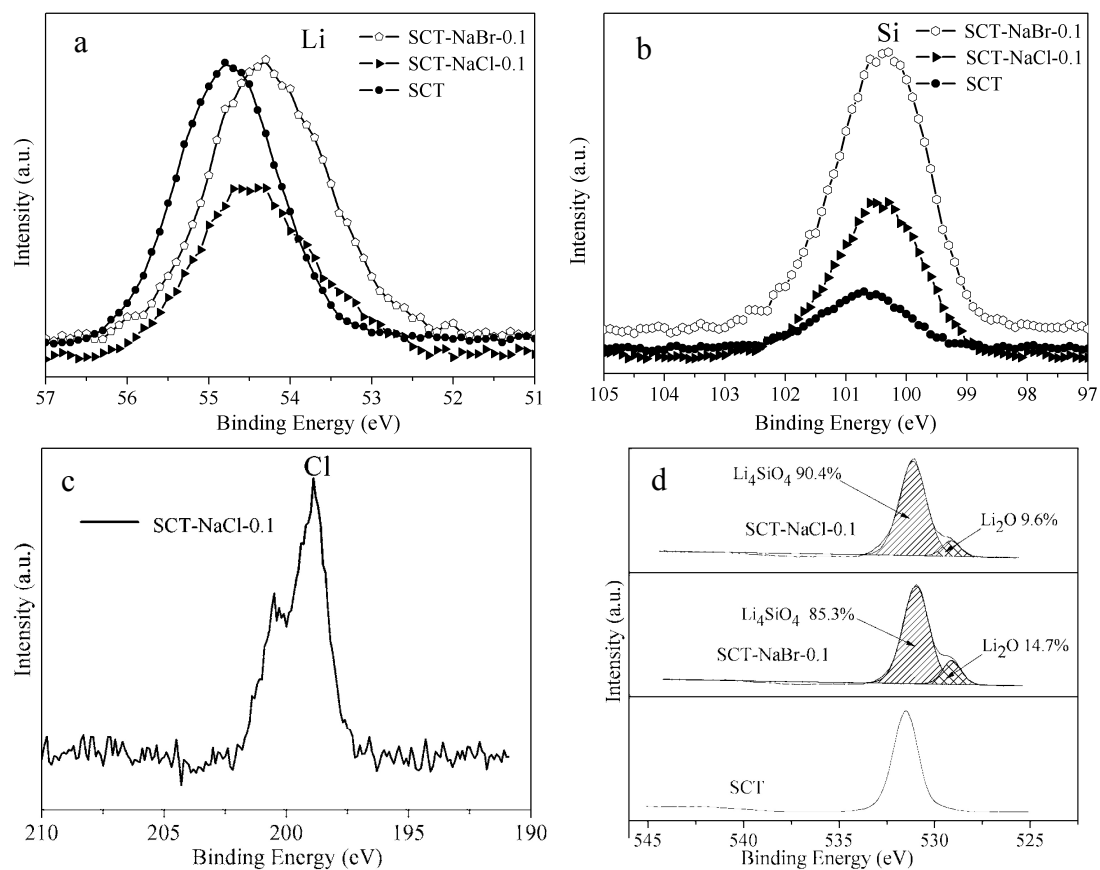 a
Li
SCT-NaBr-0.1
SCT-NaCl-0.1
SCT
Intensity (a.u.)
57 56 55 54 53 52 51
Binding Energy (eV)
b
Si
SCT-NaBr-0.1
SCT-NaCl-0.1
SCT
Intensity (a.u.)
105 104 103 102 101 100 99 98 97
Binding Energy (eV)
c
Cl
SCT-NaCl-0.1
Intensity (a.u.)
210 205 200 195 190
Binding Energy (eV)
d
Li₄SiO₄ 90.4%
Li₂O 9.6%
SCT-NaCl-0.1
Li₄SiO₄ 85.3%
Li₂O 14.7%
SCT-NaBr-0.1
SCT
Intensity (a.u.)
545 540 535 530 525
Binding Energy (eV)